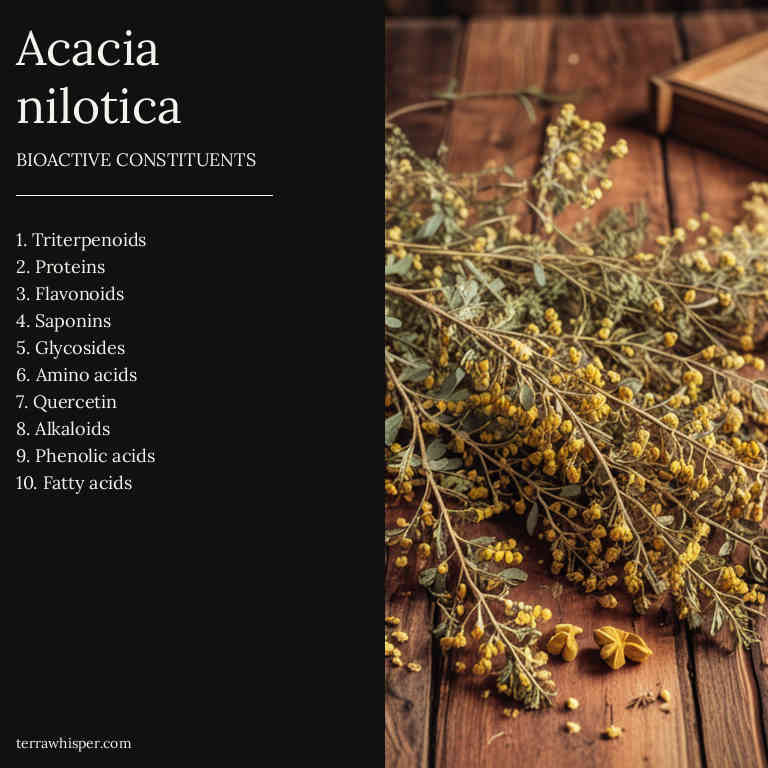 Acacia
nilotica
BIOACTIVE CONSTITUENTS
1. Triterpenoids
2. Proteins
3. Flavonoids
4. Saponins
5. Glycosides
6. Amino acids
7. Quercetin
8. Alkaloids
9. Phenolic acids
10. Fatty acids
terrawhisper.com